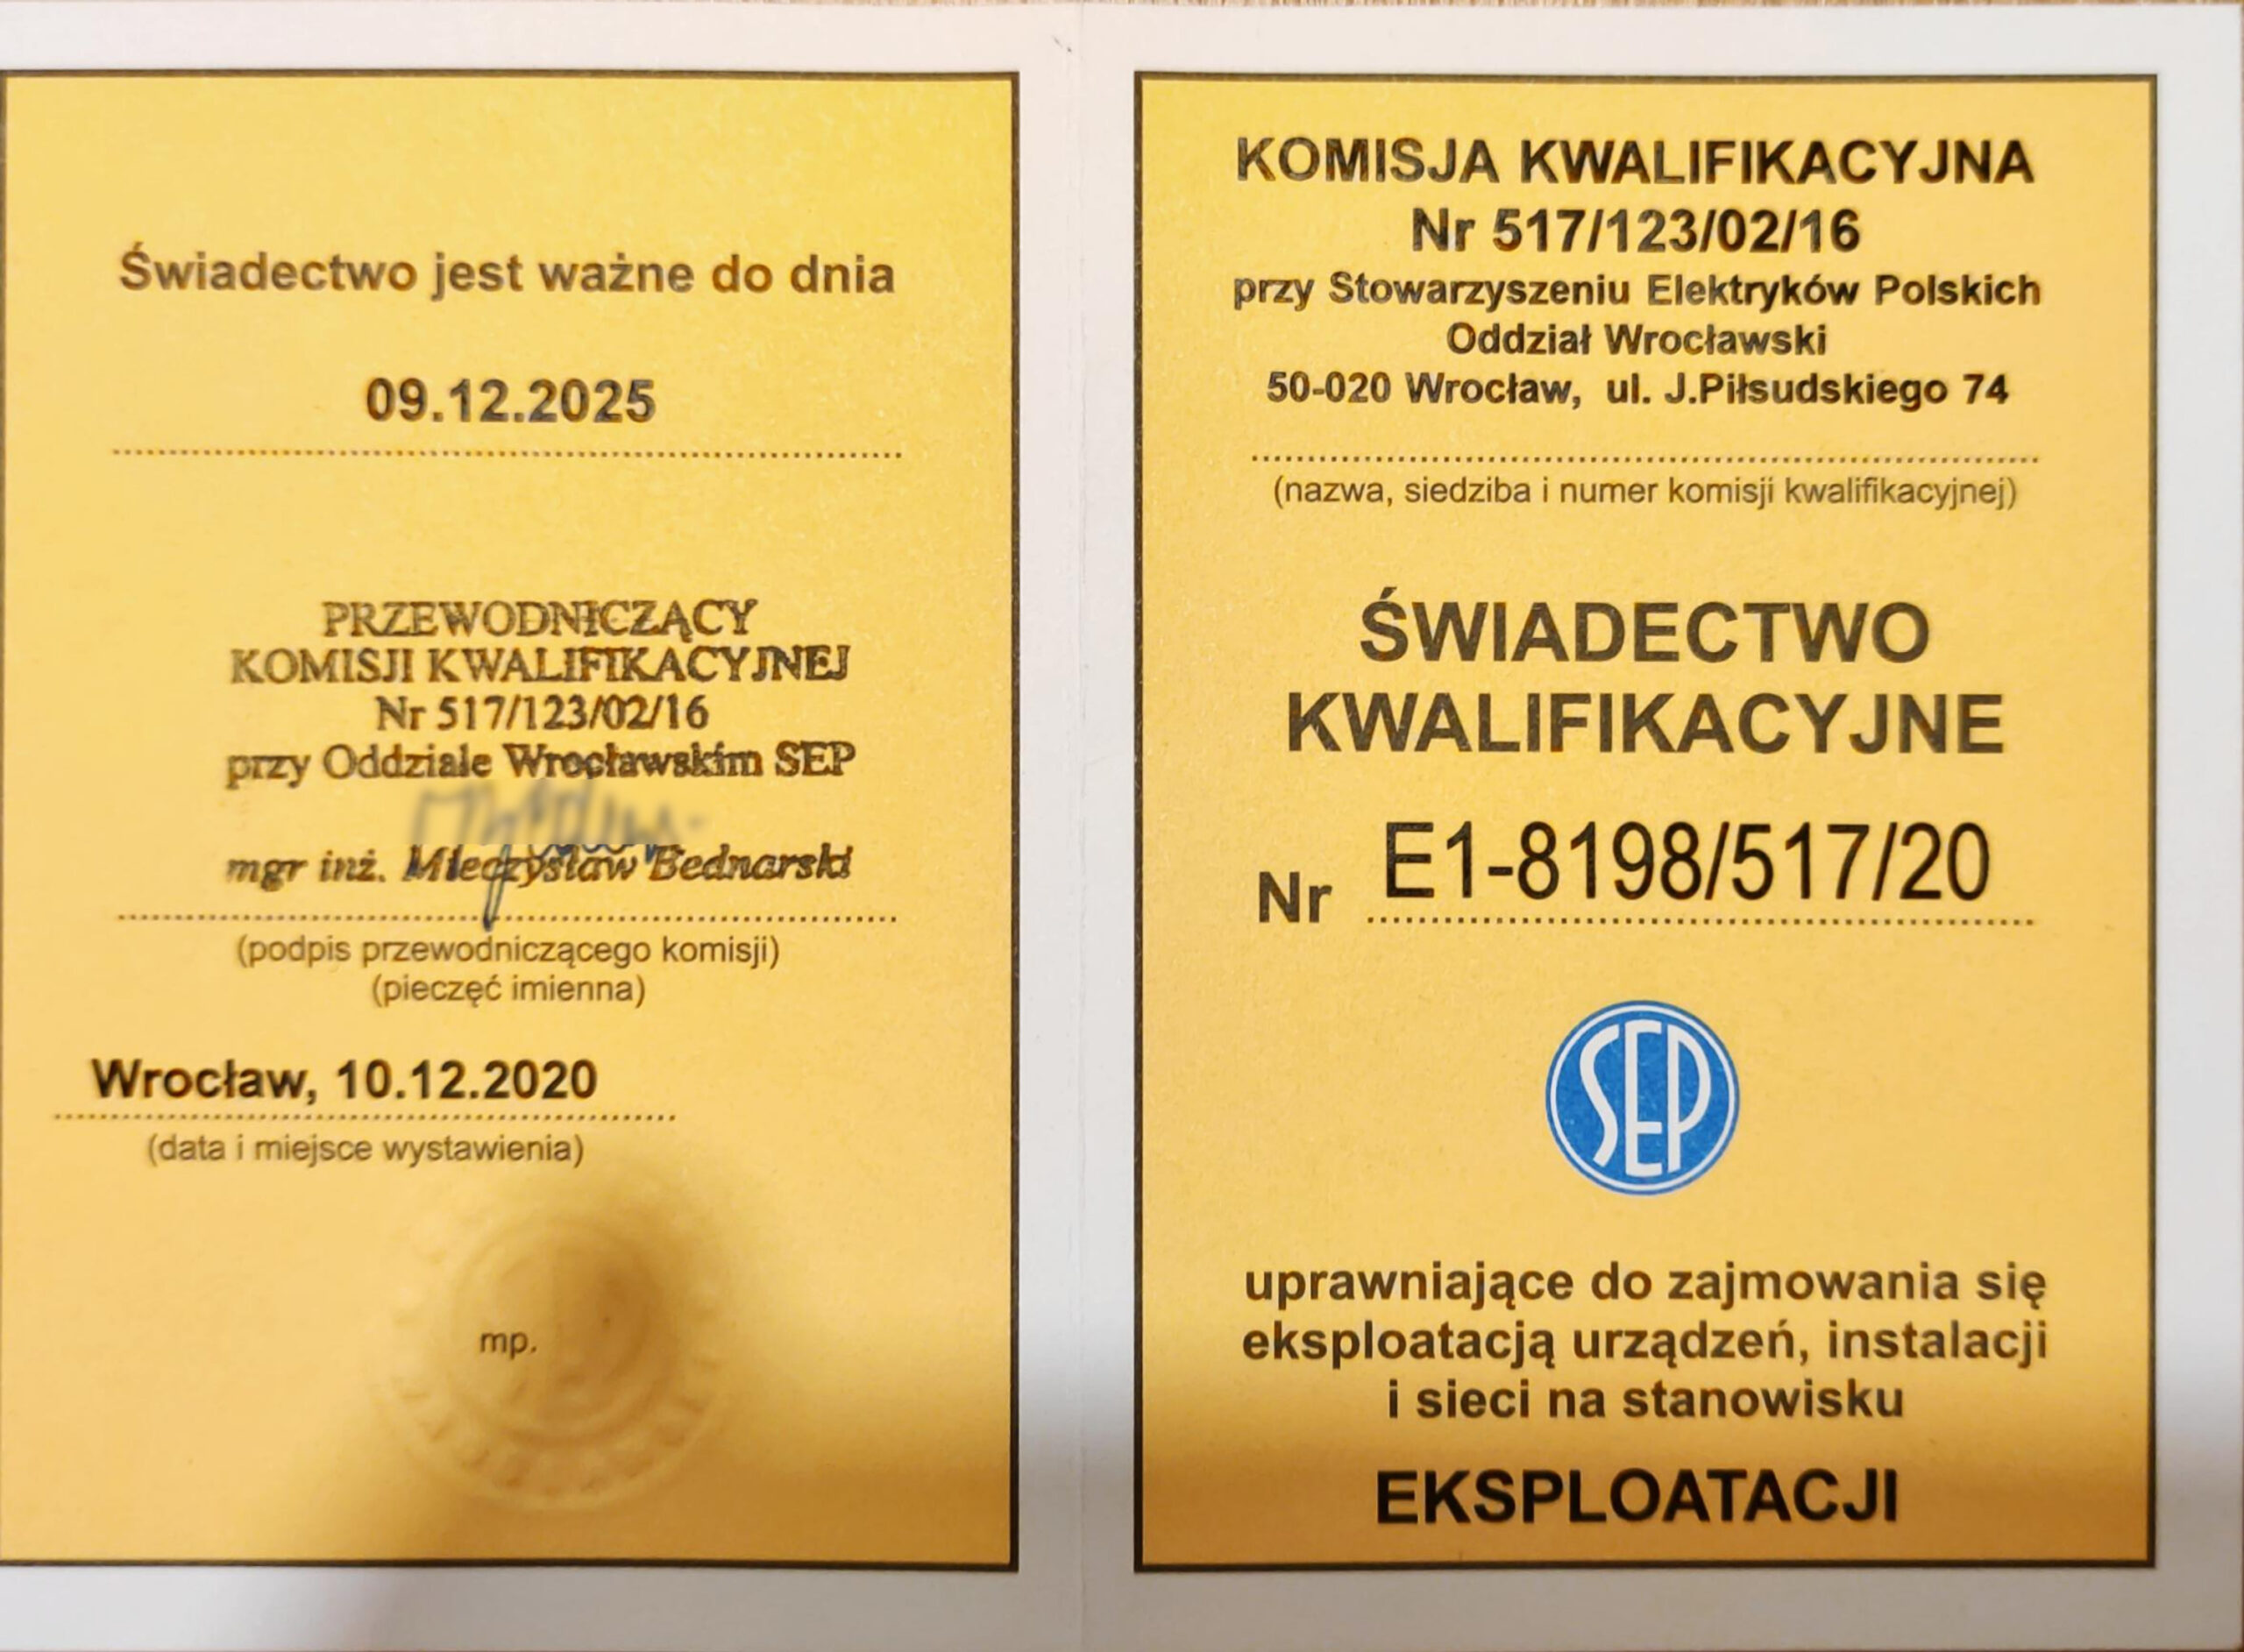 Świadectwo jest ważne do dnia
09.12.2025
PRZEWODNICZĄCY
KOMISJI KWALIFIKACYJNEJ
Nr 517/123/02/16
przy Oddziale Wrocławskim SEP
mgr inż. Mieczysław Bednarski
(podpis przewodniczącego komisji)
(pieczęć imienna)
Wrocław, 10.12.2020
(data i miejsce wystawienia)
mp.
KOMISJA KWALIFIKACYJNA
Nr 517/123/02/16
przy Stowarzyszeniu Elektryków Polskich
Oddział Wrocławski
50-020 Wrocław, ul. J.Piłsudskiego 74
(nazwa, siedziba i numer komisji kwalifikacyjnej)
ŚWIADECTWO
KWALIFIKACYJNE
Nr E1-8198/517/20
SEP
uprawniające do zajmowania się
eksploatacją urządzeń, instalacji
i sieci na stanowisku
EKSPLOATACJI